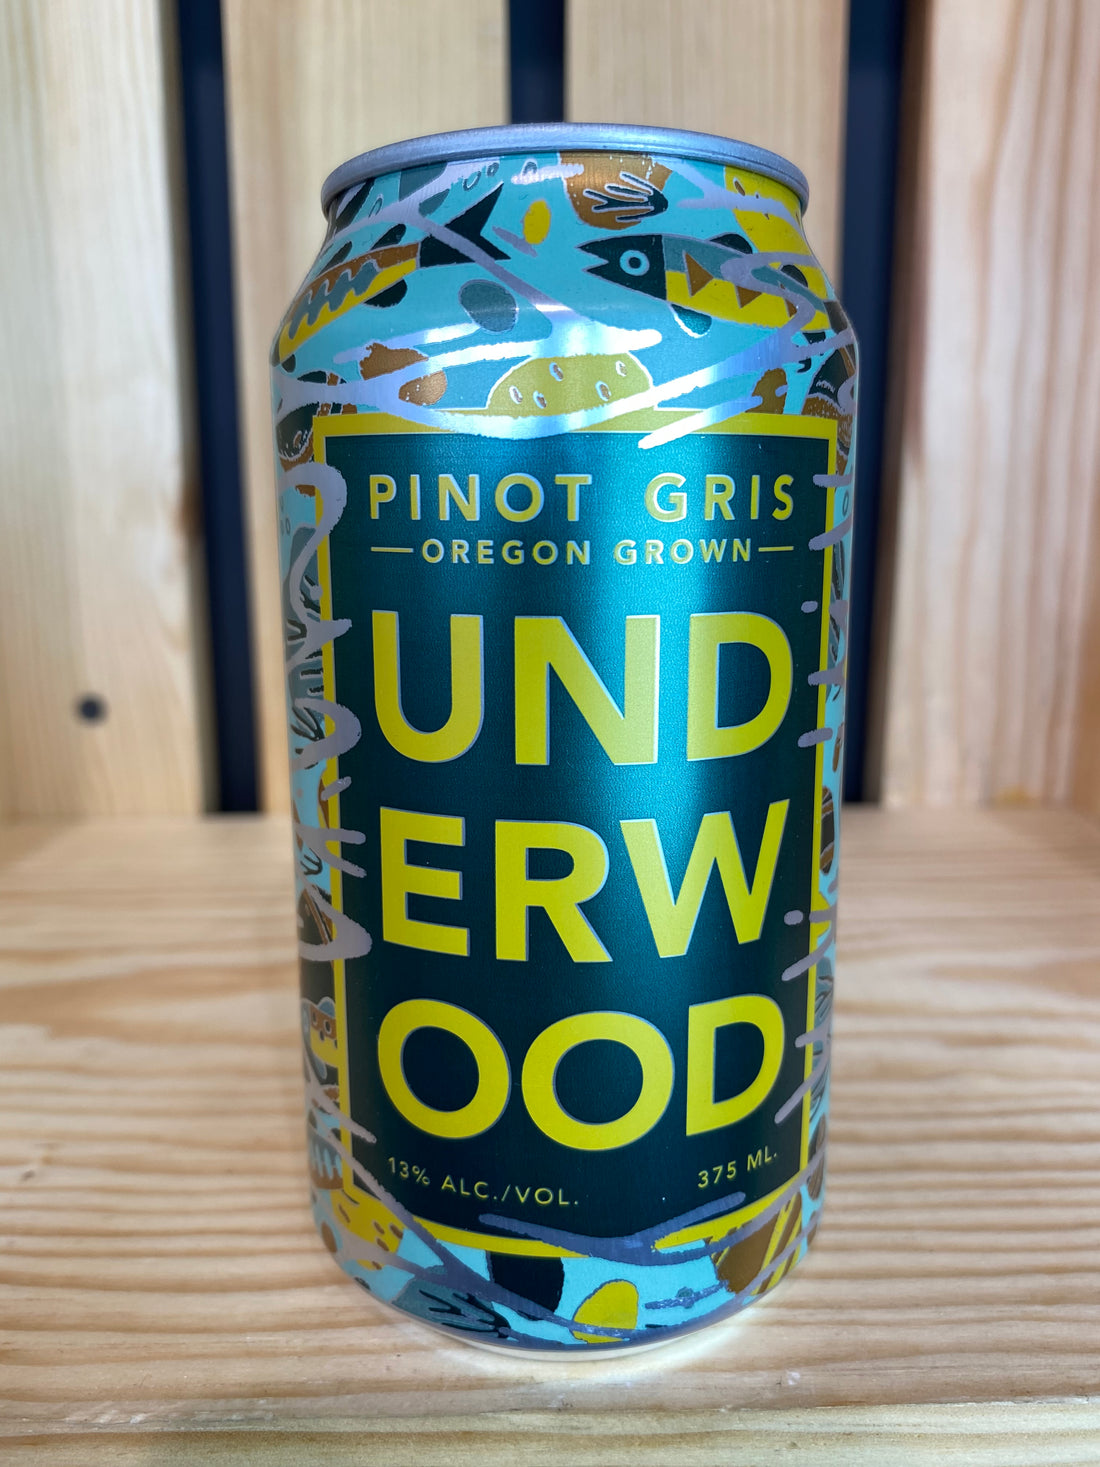 PINOT GRIS
OREGON GROWN
UND
ERW
OOD
13% ALC./VOL.
375 ML.